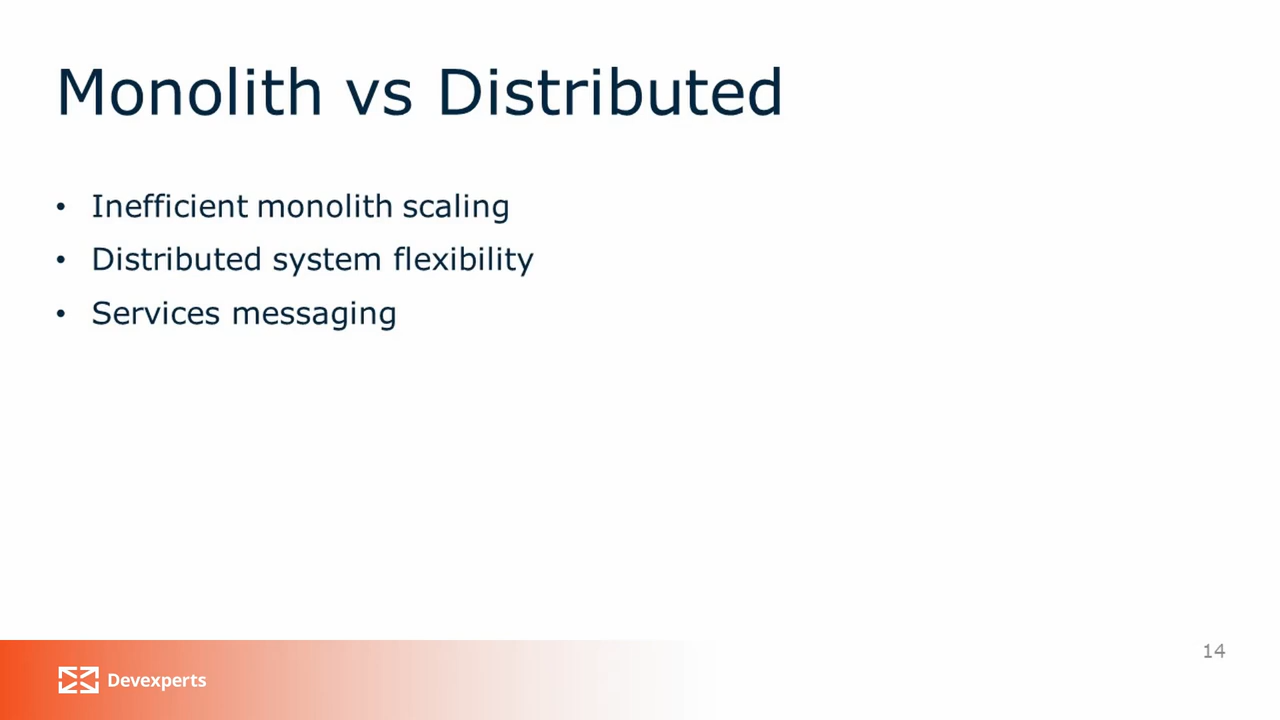 Monolith vs Distributed
• Inefficient monolith scaling
• Distributed system flexibility
• Services messaging
14
Devexperts